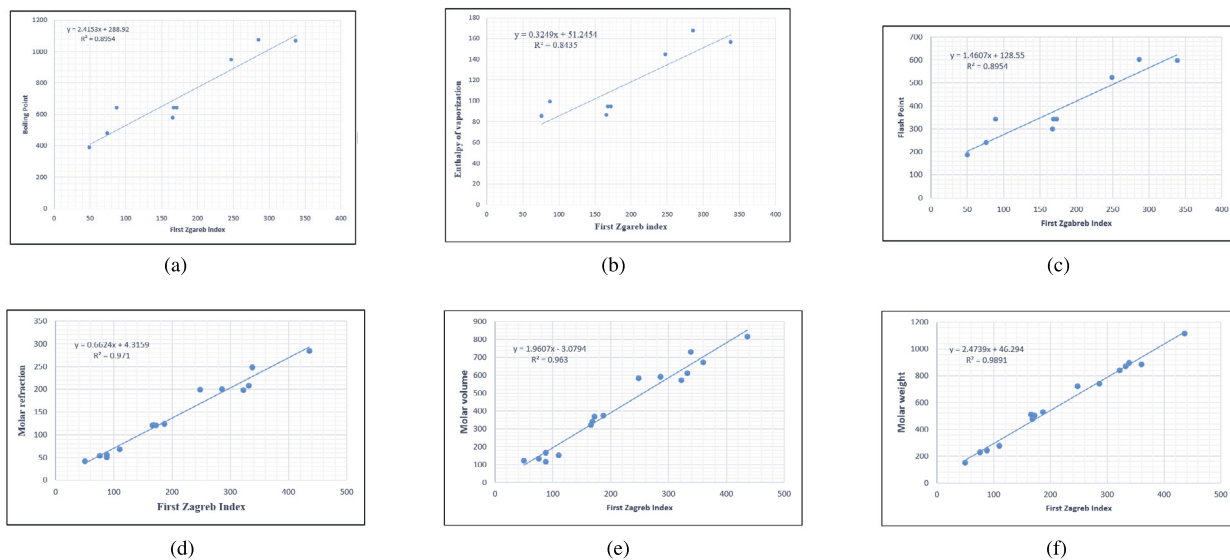 y = 2.4153x + 288.92
R² = 0.8954
1200
1000
800
600
400
200
0
Boiling Point
0 50 100 150 200 250 300 350 400
First Zgareb Index
(a)
y = 0.3249x + 51.2454
R² = 0.8435
180
160
140
120
100
80
60
40
20
0
Enthalpy of vaporization
0 50 100 150 200 250 300 350 400
First Zgareb index
(b)
y = 1.4607x + 128.55
R² = 0.8954
700
600
500
400
300
200
100
0
Flash Point
0 50 100 150 200 250 300 350 400
First Zgabreb Index
(c)
y = 0.6624x + 4.3159
R² = 0.971
350
300
250
200
150
100
50
0
Molar refraction
0 100 200 300 400 500
First Zagreb Index
(d)
y = 1.9607x - 3.0794
R² = 0.963
900
800
700
600
500
400
300
200
100
0
Molar volume
0 100 200 300 400 500
First Zagreb Index
(e)
y = 2.4739x + 46.294
R² = 0.9891
1200
1000
800
600
400
200
0
Molar weight
0 100 200 300 400 500
First Zagreb Index
(f)